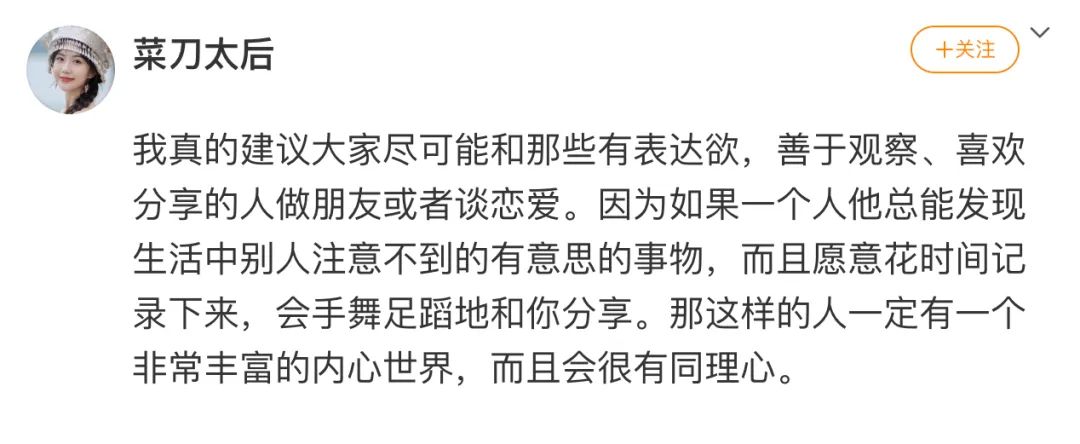 菜刀太后
+关注
我真的建议大家尽可能和那些有表达欲，善于观察、喜欢
分享的人做朋友或者谈恋爱。因为如果一个人他总能发现
生活中别人注意不到的有意思的事物，而且愿意花时间记
录下来，会手舞足蹈地和你分享。那这样的人一定有一个
非常丰富的内心世界，而且会很有同理心。